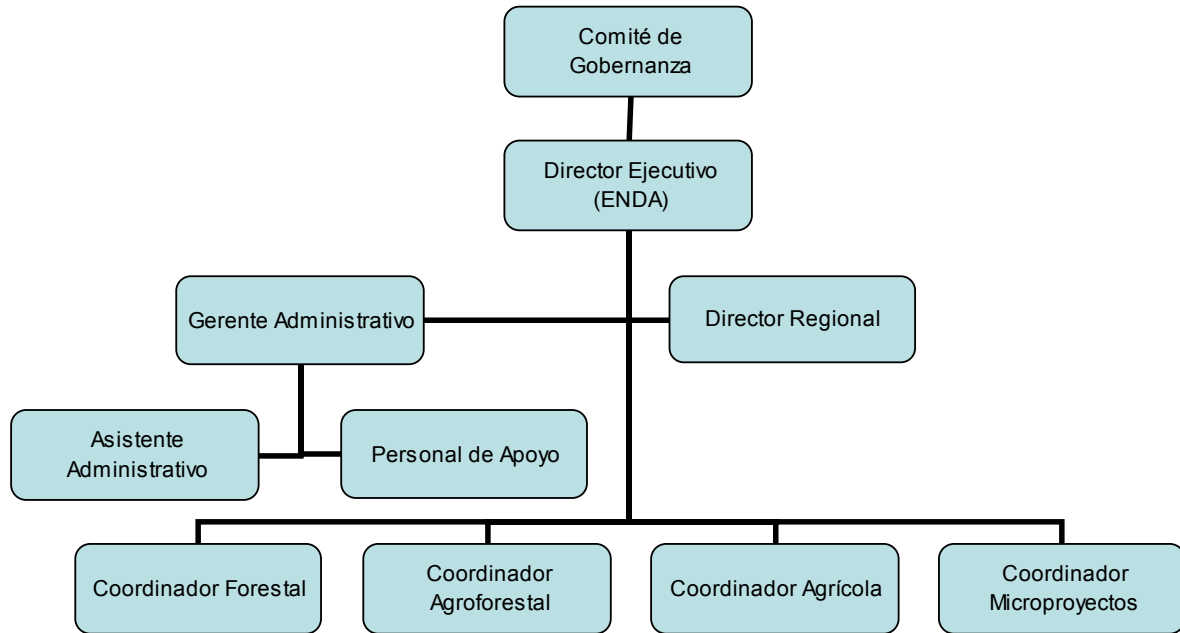 Comité de
Gobernanza
Director Ejecutivo
(ENDA)
Gerente Administrativo
Director Regional
Asistente
Administrativo
Personal de Apoyo
Coordinador Forestal
Coordinador
Agroforestal
Coordinador Agrícola
Coordinador
Microproyectos